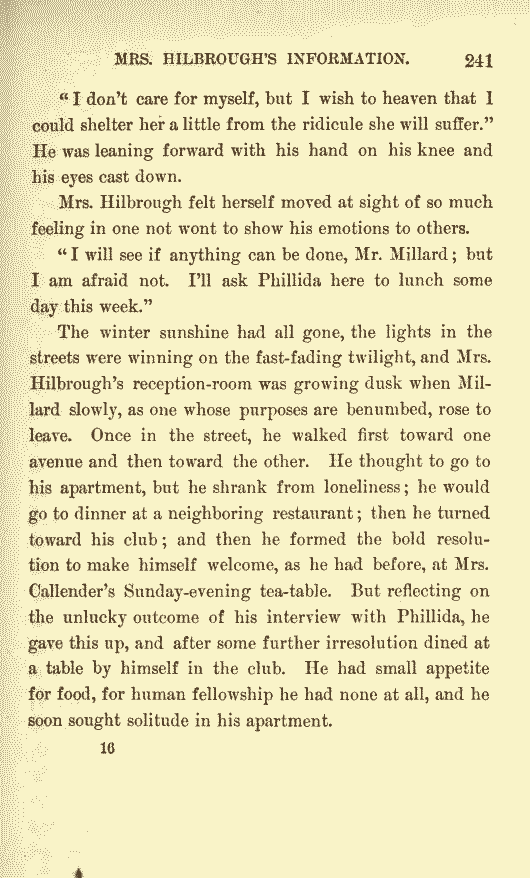 MRS. HILBROUGH'S INFORMATION. 241
“I don't care for myself, but I wish to heaven that I
could shelter her a little from the ridicule she will suffer.”
He was leaning forward with his hand on his knee and
his eyes cast down.
Mrs. Hilbrough felt herself moved at sight of so much
feeling in one not wont to show his emotions to others.
“I will see if anything can be done, Mr. Millard; but
I am afraid not. I'll ask Phillida here to lunch some
day this week.”
The winter sunshine had all gone, the lights in the
streets were winning on the fast-fading twilight, and Mrs.
Hilbrough's reception-room was growing dusk when Mil-
lard slowly, as one whose purposes are benumbed, rose to
leave. Once in the street, he walked first toward one
avenue and then toward the other. He thought to go to
his apartment, but he shrank from loneliness; he would
go to dinner at a neighboring restaurant; then he turned
toward his club; and then he formed the bold resolu-
tion to make himself welcome, as he had before, at Mrs.
Callender's Sunday-evening tea-table. But reflecting on
the unlucky outcome of his interview with Phillida, he
gave this up, and after some further irresolution dined at
a table by himself in the club. He had small appetite
for food, for human fellowship he had none at all, and he
soon sought solitude in his apartment.
16